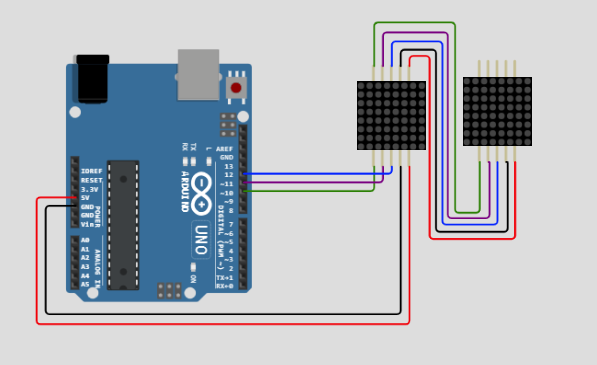 RX
TX
L
AREF
GND
13
12
~11
~10
~9
8
7
~6
~5
4
~3
2
TX→1
RX←0
IOREF
RESET
3.3V
5V
GND
GND
Vin
POWER
A0
A1
A2
A3
A4
A5
ANALOG IN
ARDUINO
UNO
DIGITAL (PWM ~)
ON